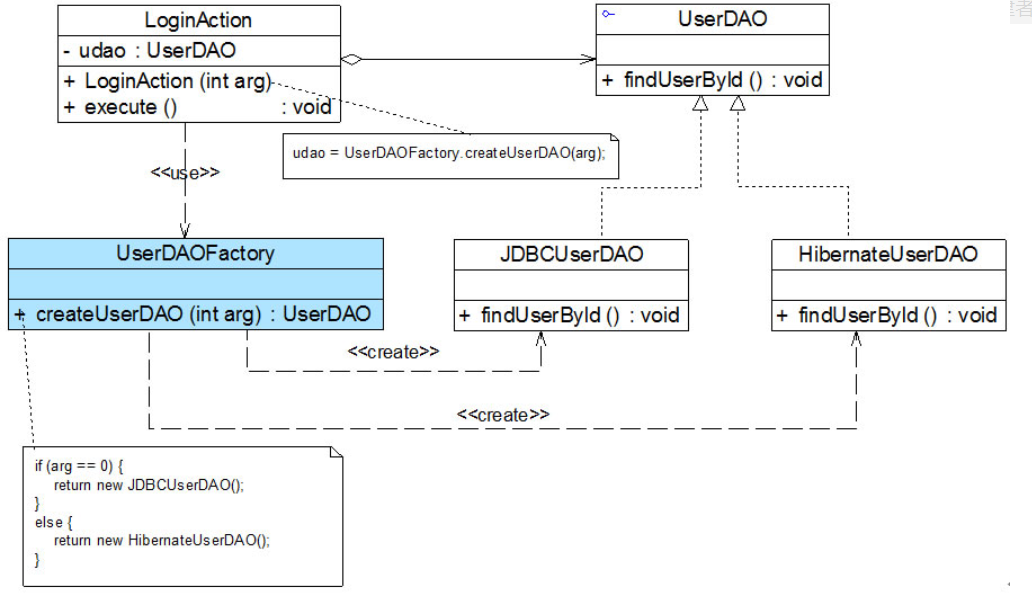 LoginAction
- udao : UserDAO
+ LoginAction (int arg)
+ execute () : void
UserDAO
+ findUserById () : void
udao = UserDAOFactory.createUserDAO(arg);
<<use>>
UserDAOFactory
+ createUserDAO (int arg) : UserDAO
JDBCUserDAO
+ findUserById () : void
HibernateUserDAO
+ findUserById () : void
<<create>>
<<create>>
if (arg == 0) {
return new JDBCUserDAO();
}
else {
return new HibernateUserDAO();
}